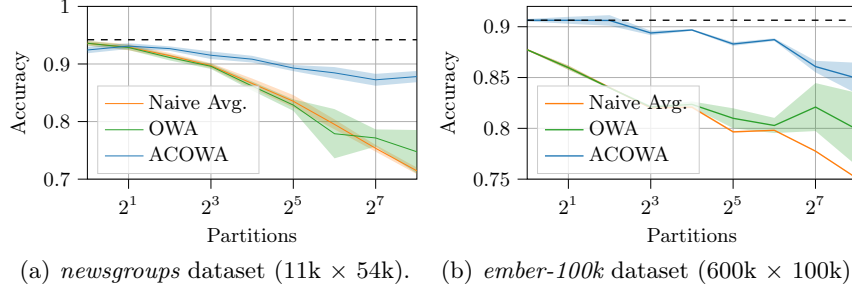 1
0.9
0.8
0.7
Accuracy
Naive Avg.
OWA
ACOWA
2^1 2^3 2^5 2^7
Partitions
(a) newsgroups dataset (11k × 54k).
0.9
0.85
0.8
0.75
Accuracy
Naive Avg.
OWA
ACOWA
2^1 2^3 2^5 2^7
Partitions
(b) ember-100k dataset (600k × 100k)